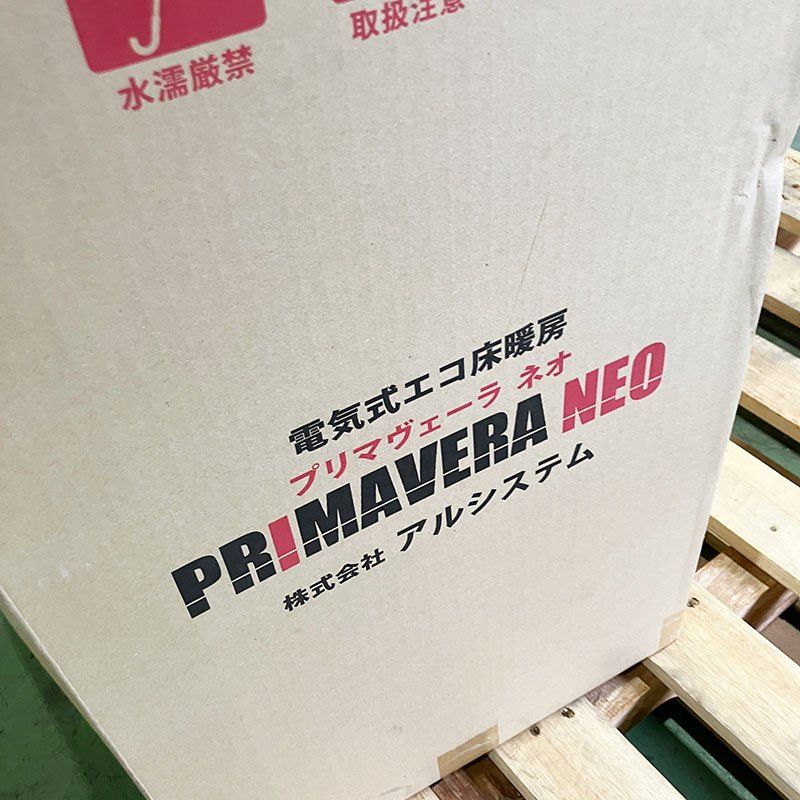 水濡厳禁
取扱注意
電気式エコ床暖房
プリマヴェーラ ネオ
PRIMAVERA NEO
株式会社 アルシステム